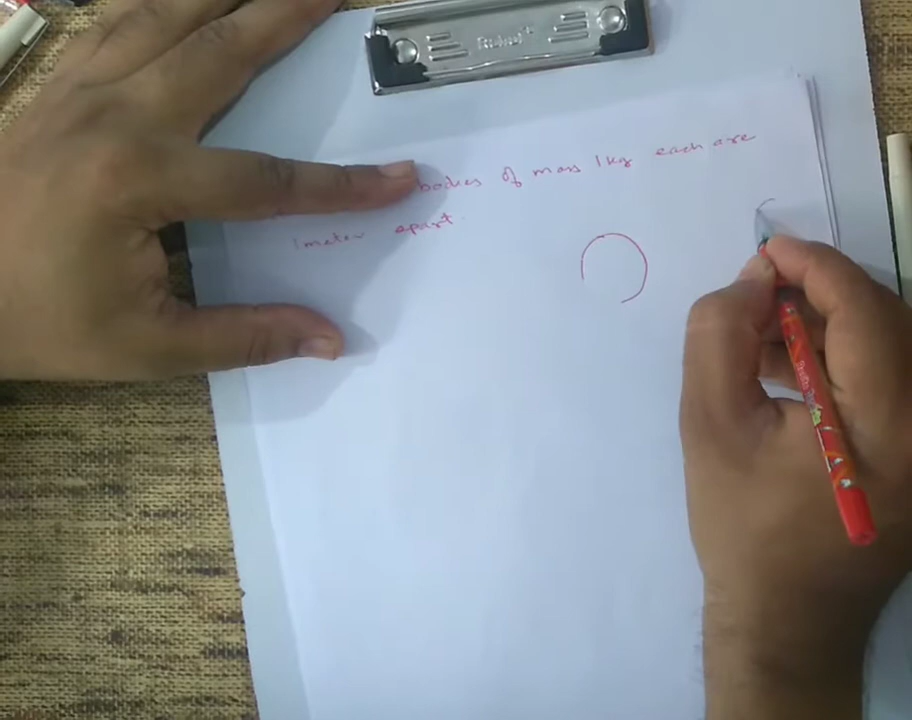 bodies of mass 1kg each are
1 meter apart.